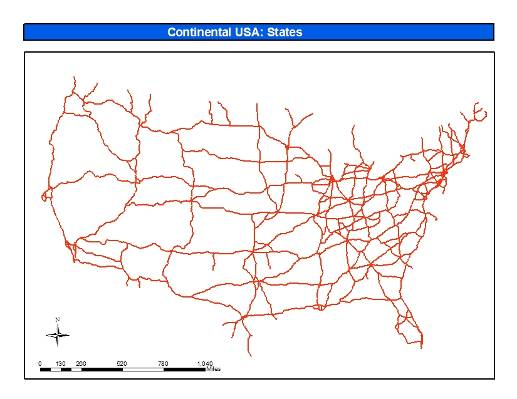 Continental USA: States
N
0 130 260 520 780 1,040
Miles